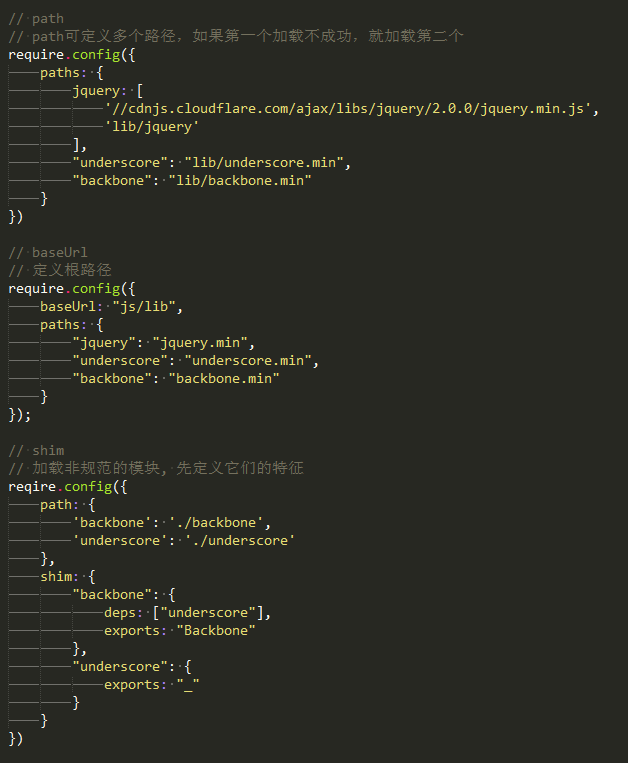 // path
// path可定义多个路径，如果第一个加载不成功，就加载第二个
require.config({
    paths: {
        jquery: [
            '//cdnjs.cloudflare.com/ajax/libs/jquery/2.0.0/jquery.min.js',
            'lib/jquery'
        ],
        "underscore": "lib/underscore.min",
        "backbone": "lib/backbone.min"
    }
})

// baseUrl
// 定义根路径
require.config({
    baseUrl: "js/lib",
    paths: {
        "jquery": "jquery.min",
        "underscore": "underscore.min",
        "backbone": "backbone.min"
    }
});

// shim
// 加载非规范的模块, 先定义它们的特征
reqire.config({
    path: {
        'backbone': './backbone',
        'underscore': './underscore'
    },
    shim: {
        "backbone": {
            deps: ["underscore"],
            exports: "Backbone"
        },
        "underscore": {
            exports: "_"
        }
    }
})